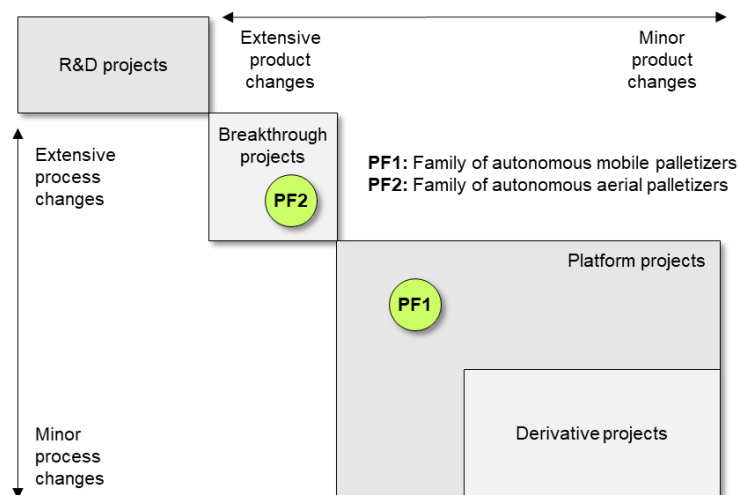 R&D projects
Extensive
product
changes
Minor
product
changes
Extensive
process
changes
Breakthrough
projects
PF2
PF1: Family of autonomous mobile palletizers
PF2: Family of autonomous aerial palletizers
Platform projects
PF1
Derivative projects
Minor
process
changes